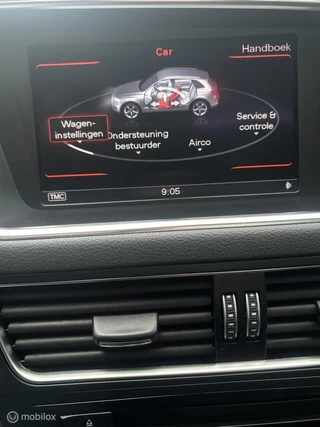 Car
Handboek
Wagen-
instellingen
Ondersteuning
bestuurder
Airco
Service &
controle
TMC
9:05
mobilox